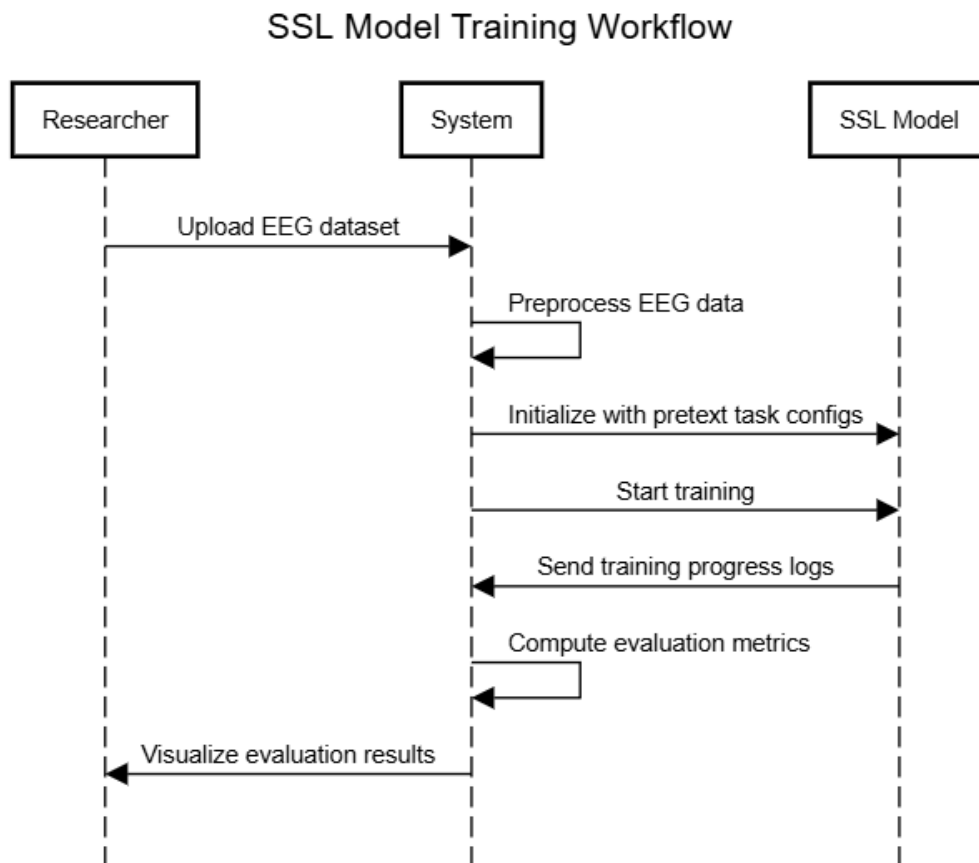 SSL Model Training Workflow
Researcher
System
SSL Model
Upload EEG dataset
Preprocess EEG data
Initialize with pretext task configs
Start training
Send training progress logs
Compute evaluation metrics
Visualize evaluation results